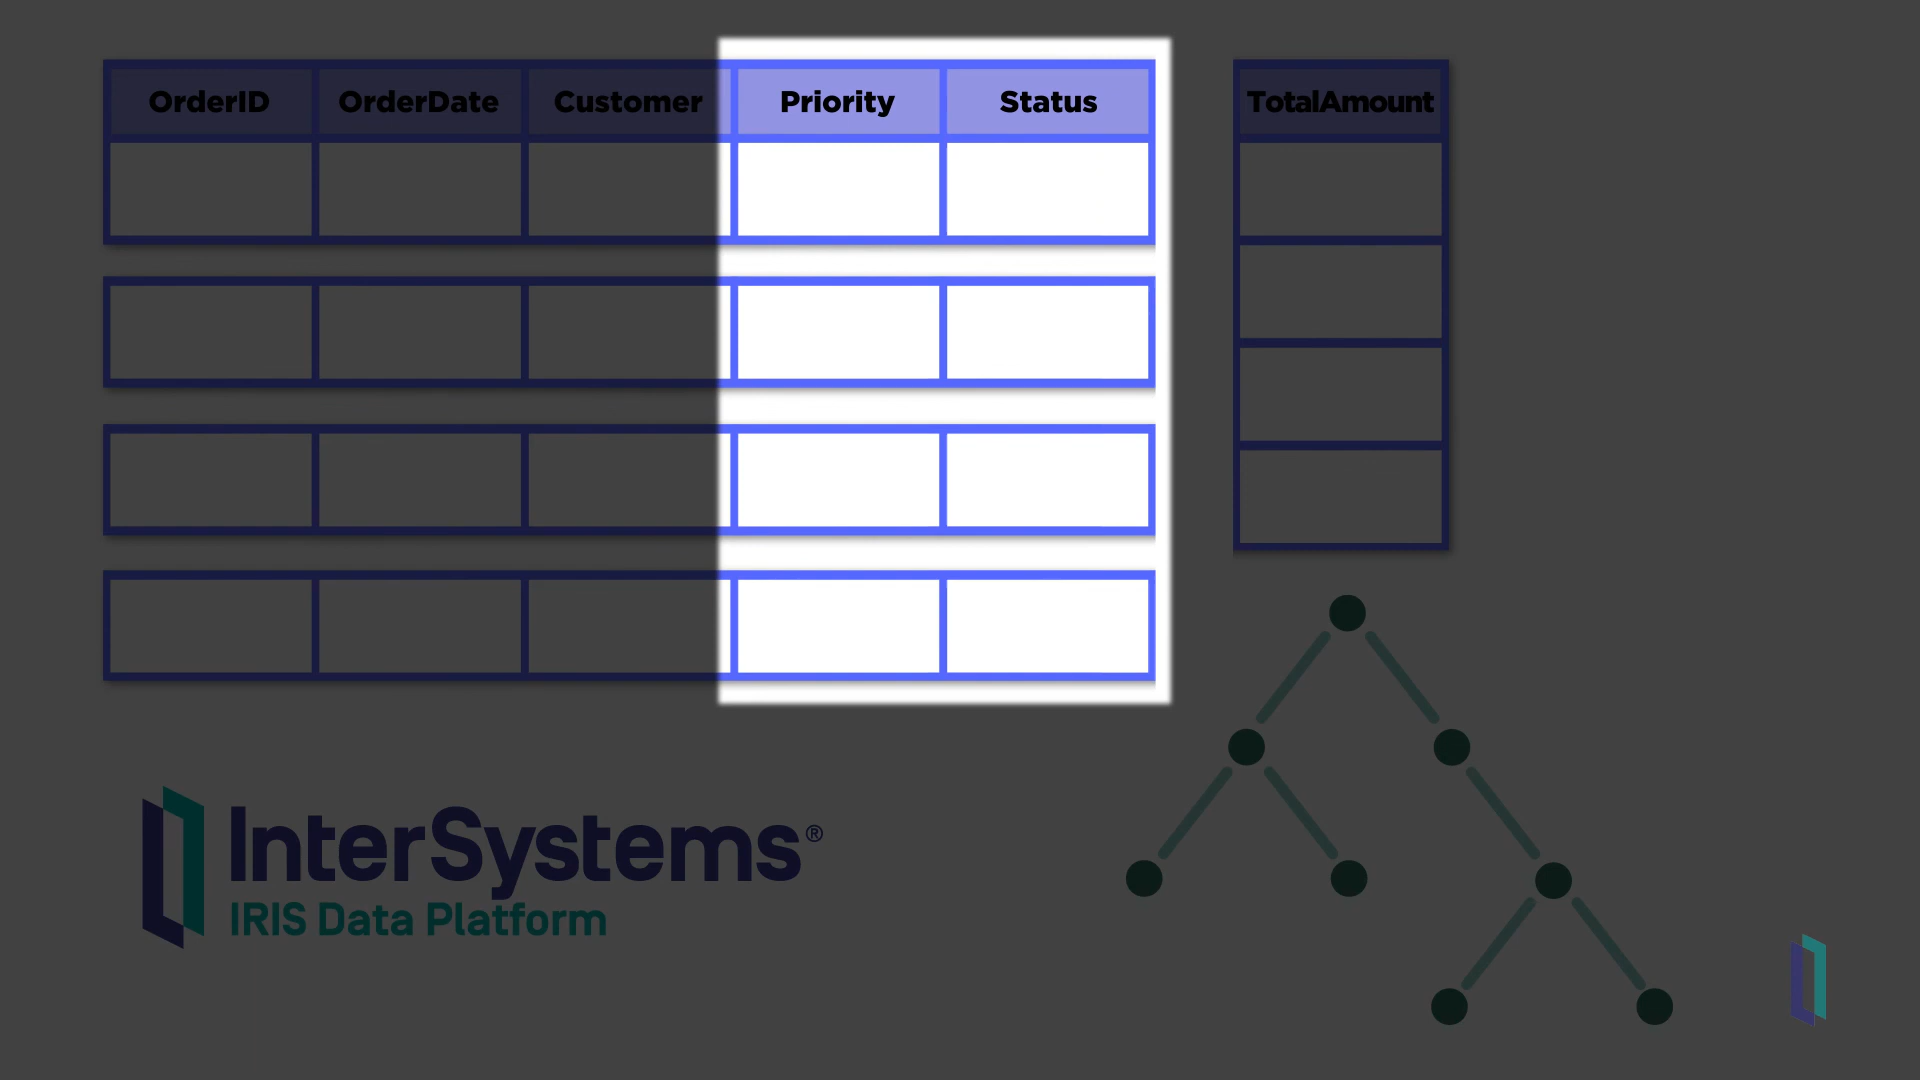 OrderID OrderDate Customer Priority Status TotalAmount
InterSystems®
IRIS Data Platform